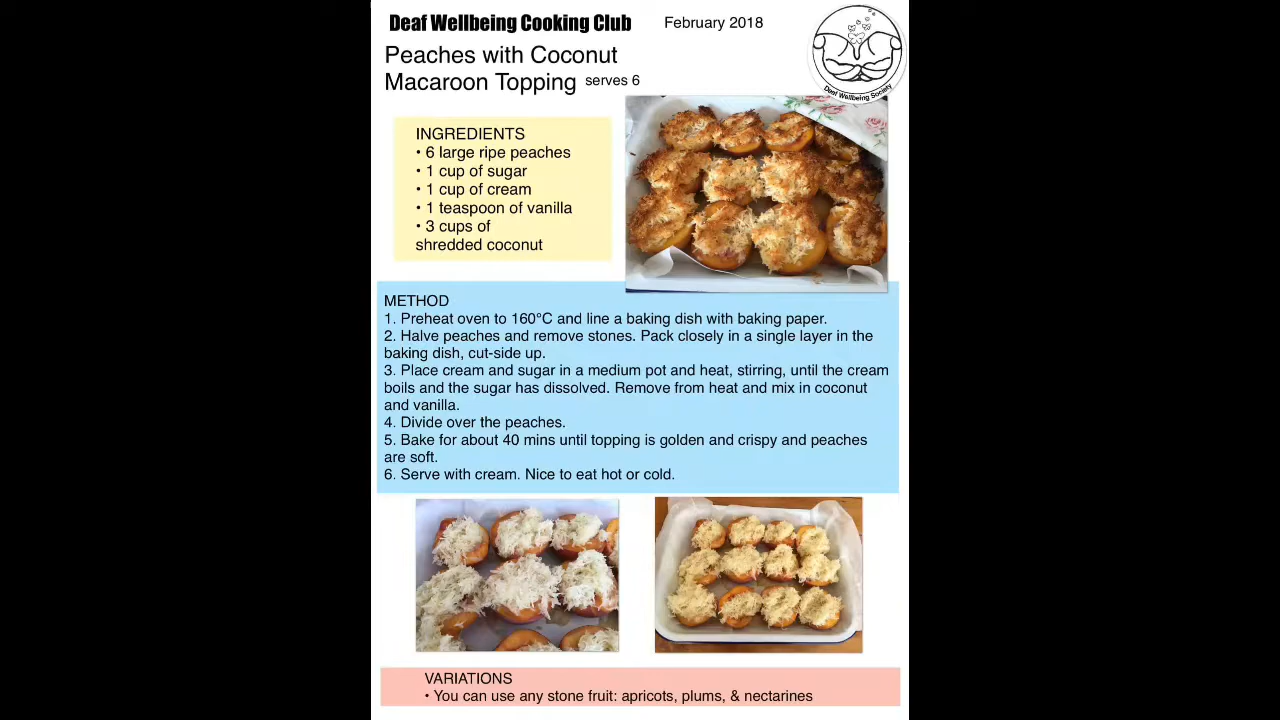 Deaf Wellbeing Cooking Club
February 2018
Peaches with Coconut
Macaroon Topping serves 6
Deaf Wellbeing Society
INGREDIENTS
• 6 large ripe peaches
• 1 cup of sugar
• 1 cup of cream
• 1 teaspoon of vanilla
• 3 cups of
shredded coconut
METHOD
1. Preheat oven to 160°C and line a baking dish with baking paper.
2. Halve peaches and remove stones. Pack closely in a single layer in the
baking dish, cut-side up.
3. Place cream and sugar in a medium pot and heat, stirring, until the cream
boils and the sugar has dissolved. Remove from heat and mix in coconut
and vanilla.
4. Divide over the peaches.
5. Bake for about 40 mins until topping is golden and crispy and peaches
are soft.
6. Serve with cream. Nice to eat hot or cold.
VARIATIONS
• You can use any stone fruit: apricots, plums, & nectarines